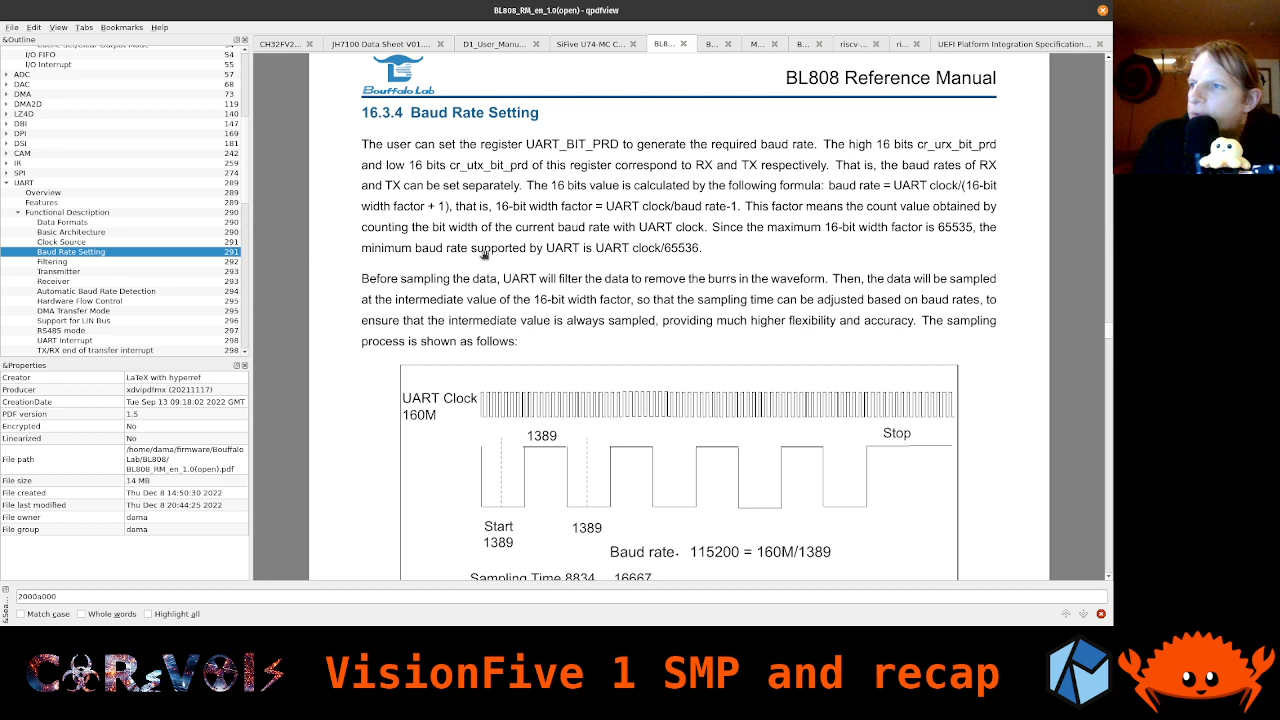 BL808_RM_en_1.0(open) - qpdfview
File Edit View Tabs Bookmarks Help
&Outline
CH32FV2...
JH7100 Data Sheet V01....
D1_User_Manu...
SiFive U74-MC C...
BL8...
B...
M...
B...
riscv-...
ri...
UEFI Platform Integration Specification...
54
I/O FIFO 54
I/O Interrupt 55
ADC 57
DAC 68
DMA 73
DMA2D 119
LZ4D 140
DBI 147
DPI 169
DSI 181
CAM 242
IR 259
SPI 274
UART 289
Overview 289
Features 289
Functional Description 290
Data Formats 290
Basic Architecture 290
Clock Source 291
Baud Rate Setting 291
Filtering 292
Transmitter 293
Receiver 293
Automatic Baud Rate Detection 294
Hardware Flow Control 295
DMA Transfer Mode 295
Support for LIN Bus 296
RS485 mode 297
UART Interrupt 298
TX/RX end of transfer interrupt 298
&Properties
Creator LaTeX with hyperref
Producer xdvipdfmx (20211117)
CreationDate Tue Sep 13 09:18:02 2022 GMT
PDF version 1.5
Encrypted No
Linearized No
File path /home/dama/firmware/Bouffalo
Lab/BL808/
BL808_RM_en_1.0(open).pdf
File size 14 MB
File created Thu Dec 8 14:50:30 2022
File last modified Thu Dec 8 20:44:25 2022
File owner dama
File group dama
Bouffalo Lab
BL808 Reference Manual
16.3.4 Baud Rate Setting
The user can set the register UART_BIT_PRD to generate the required baud rate. The high 16 bits cr_urx_bit_prd
and low 16 bits cr_utx_bit_prd of this register correspond to RX and TX respectively. That is, the baud rates of RX
and TX can be set separately. The 16 bits value is calculated by the following formula: baud rate = UART clock/(16-bit
width factor + 1), that is, 16-bit width factor = UART clock/baud rate-1. This factor means the count value obtained by
counting the bit width of the current baud rate with UART clock. Since the maximum 16-bit width factor is 65535, the
minimum baud rate supported by UART is UART clock/65536.
Before sampling the data, UART will filter the data to remove the burrs in the waveform. Then, the data will be sampled
at the intermediate value of the 16-bit width factor, so that the sampling time can be adjusted based on baud rates, to
ensure that the intermediate value is always sampled, providing much higher flexibility and accuracy. The sampling
process is shown as follows:
UART Clock
160M
1389
Stop
Start
1389
1389
Baud rate. 115200 = 160M/1389
Sampling Time 8834 16667
&Sea...
2000a000
Match case Whole words Highlight all
VisionFive 1 SMP and recap